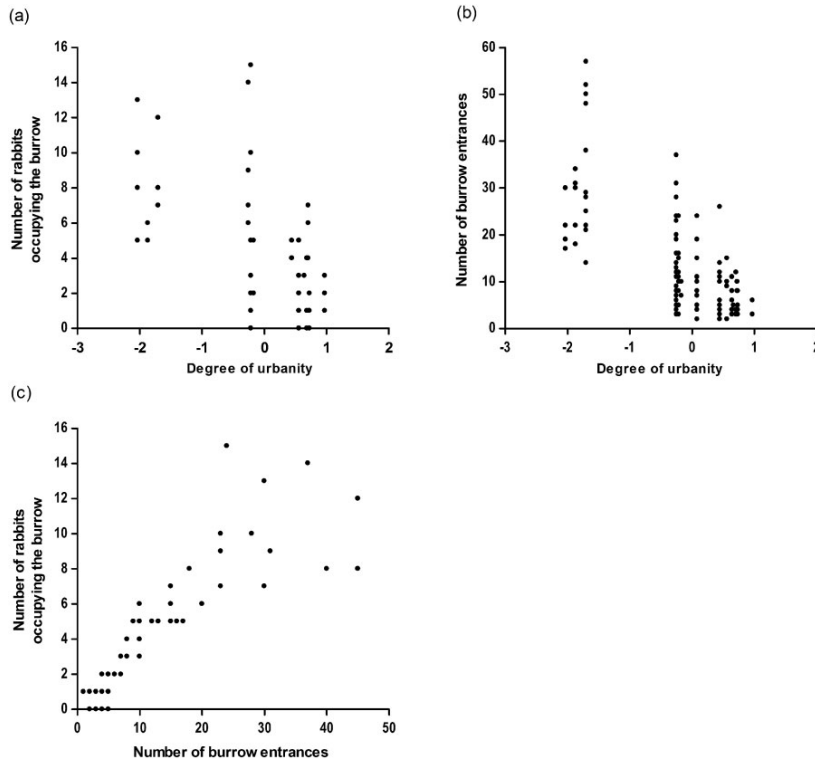 (a)
16
14
12
10
8
6
4
2
0
Number of rabbits
occupying the burrow
-3 -2 -1 0 1 2
Degree of urbanity
(b)
60
50
40
30
20
10
0
Number of burrow entrances
-3 -2 -1 0 1 2
Degree of urbanity
(c)
16
14
12
10
8
6
4
2
0
Number of rabbits
occupying the burrow
0 10 20 30 40 50
Number of burrow entrances